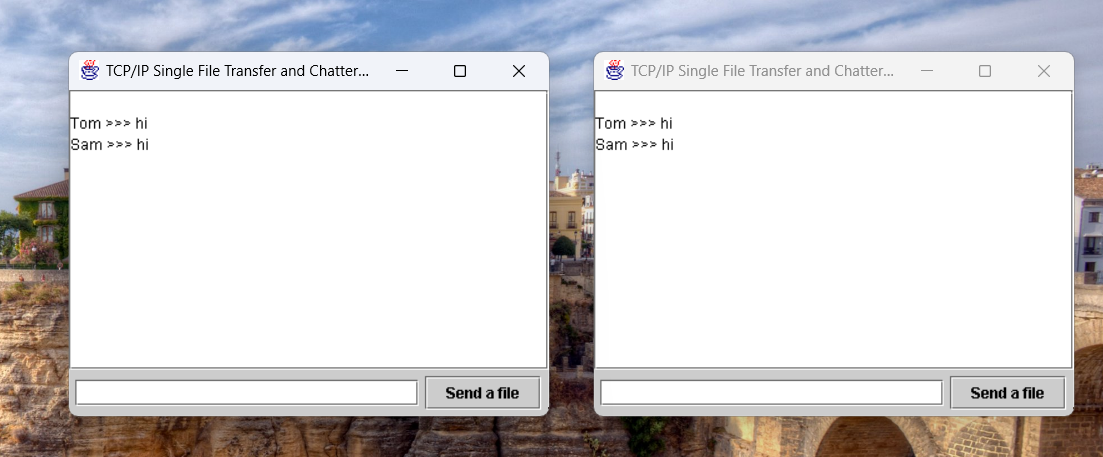 TCP/IP Single File Transfer and Chatter...
Tom >>> hi
Sam >>> hi
Send a file
TCP/IP Single File Transfer and Chatter...
Tom >>> hi
Sam >>> hi
Send a file